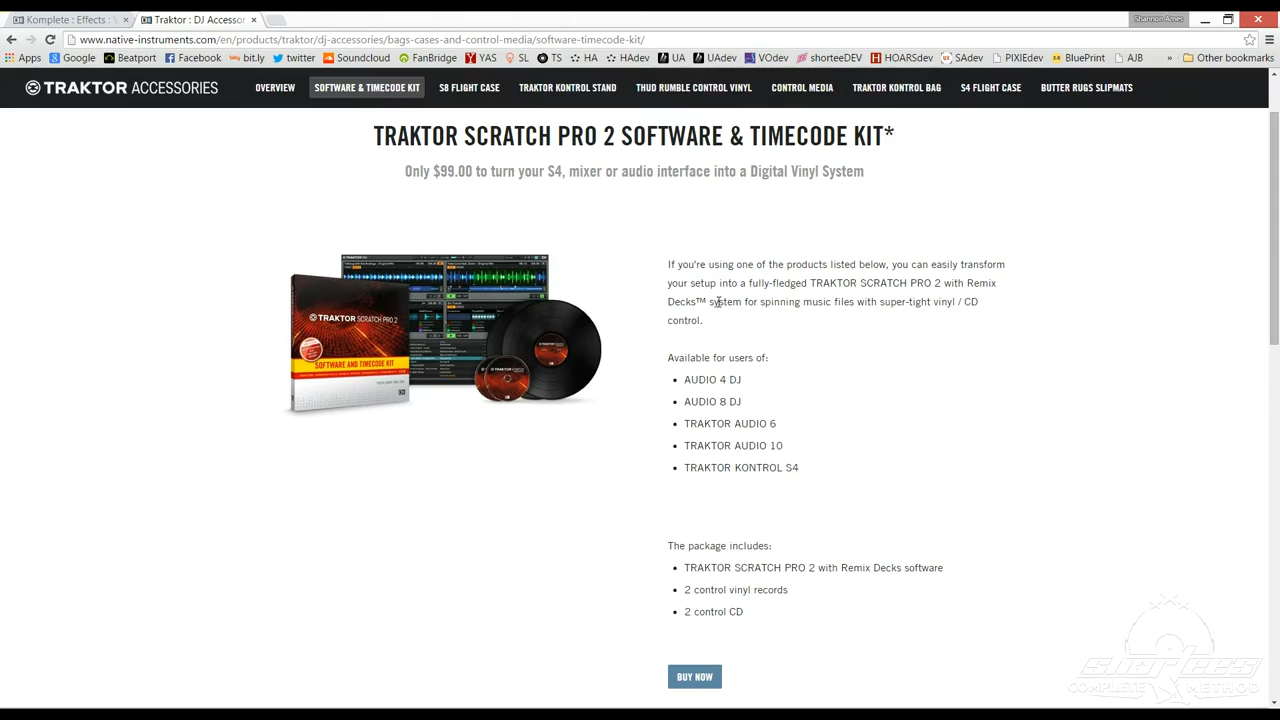 Komplete : Effects : V
Traktor : DJ Accessor
Shannon Ames
www.native-instruments.com/en/products/traktor/dj-accessories/bags-cases-and-control-media/software-timecode-kit/
Apps Google Beatport Facebook bit.ly twitter Soundcloud FanBridge YAS SL TS HA HAdev UA UAdev VOdev shorteeDEV HOARSdev SAdev PIXIEdev BluePrint AJB » Other bookmarks
TRAKTOR ACCESSORIES OVERVIEW SOFTWARE & TIMECODE KIT S8 FLIGHT CASE TRAKTOR KONTROL STAND THUD RUMBLE CONTROL VINYL CONTROL MEDIA TRAKTOR KONTROL BAG S4 FLIGHT CASE BUTTER RUGS SLIPMATS
TRAKTOR SCRATCH PRO 2 SOFTWARE & TIMECODE KIT*
Only $99.00 to turn your S4, mixer or audio interface into a Digital Vinyl System
TRAKTOR SCRATCH PRO 2
SOFTWARE AND TIMECODE KIT
If you're using one of the products listed below, you can easily transform
your setup into a fully-fledged TRAKTOR SCRATCH PRO 2 with Remix
Decks™ system for spinning music files with super-tight vinyl / CD
control.
Available for users of:
• AUDIO 4 DJ
• AUDIO 8 DJ
• TRAKTOR AUDIO 6
• TRAKTOR AUDIO 10
• TRAKTOR KONTROL S4
The package includes:
• TRAKTOR SCRATCH PRO 2 with Remix Decks software
• 2 control vinyl records
• 2 control CD
BUY NOW
COMPLETE METHOD